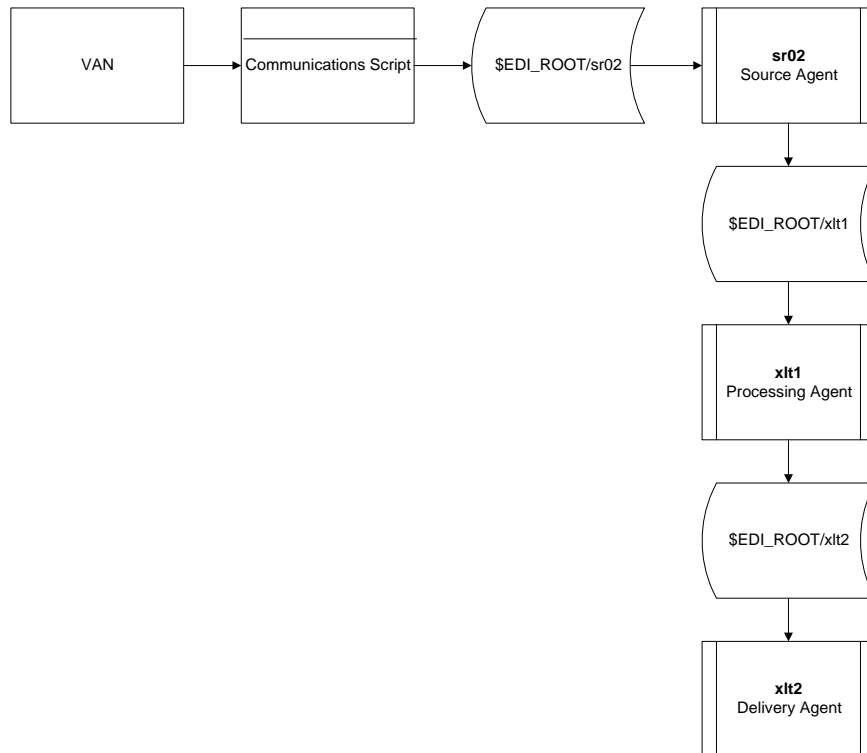 VAN
Communications Script
$EDI_ROOT/sr02
sr02
Source Agent
$EDI_ROOT/xlt1
xlt1
Processing Agent
$EDI_ROOT/xlt2
xlt2
Delivery Agent